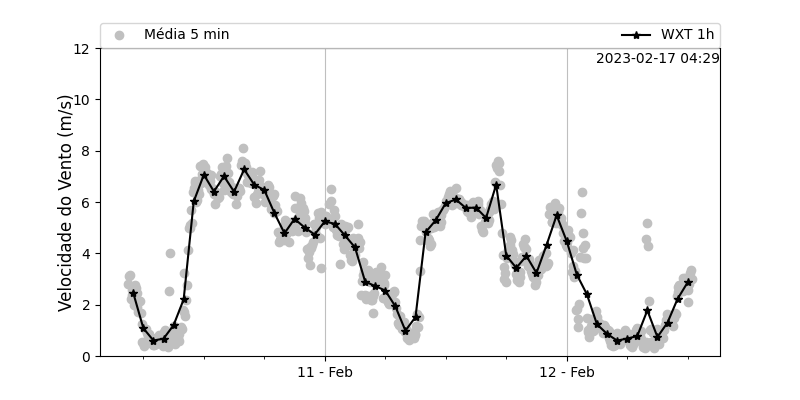 Média 5 min
WXT 1h
2023-02-17 04:29
Velocidade do Vento (m/s)
12
10
8
6
4
2
0
11 - Feb
12 - Feb